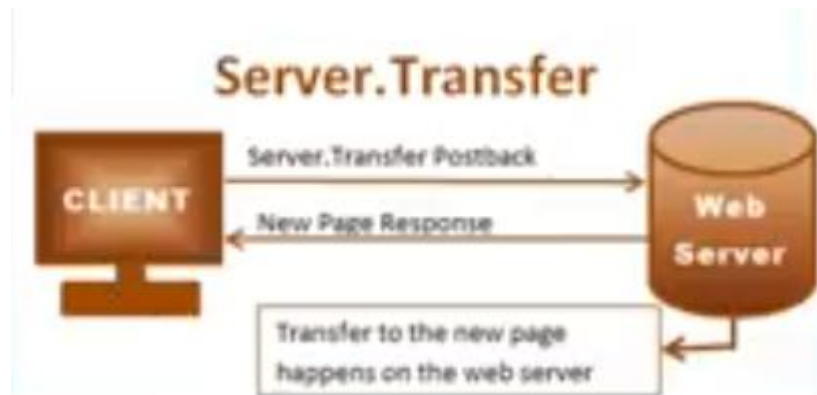 Server.Transfer
Server.Transfer Postback
CLIENT
New Page Response
Web
Server
Transfer to the new page
happens on the web server